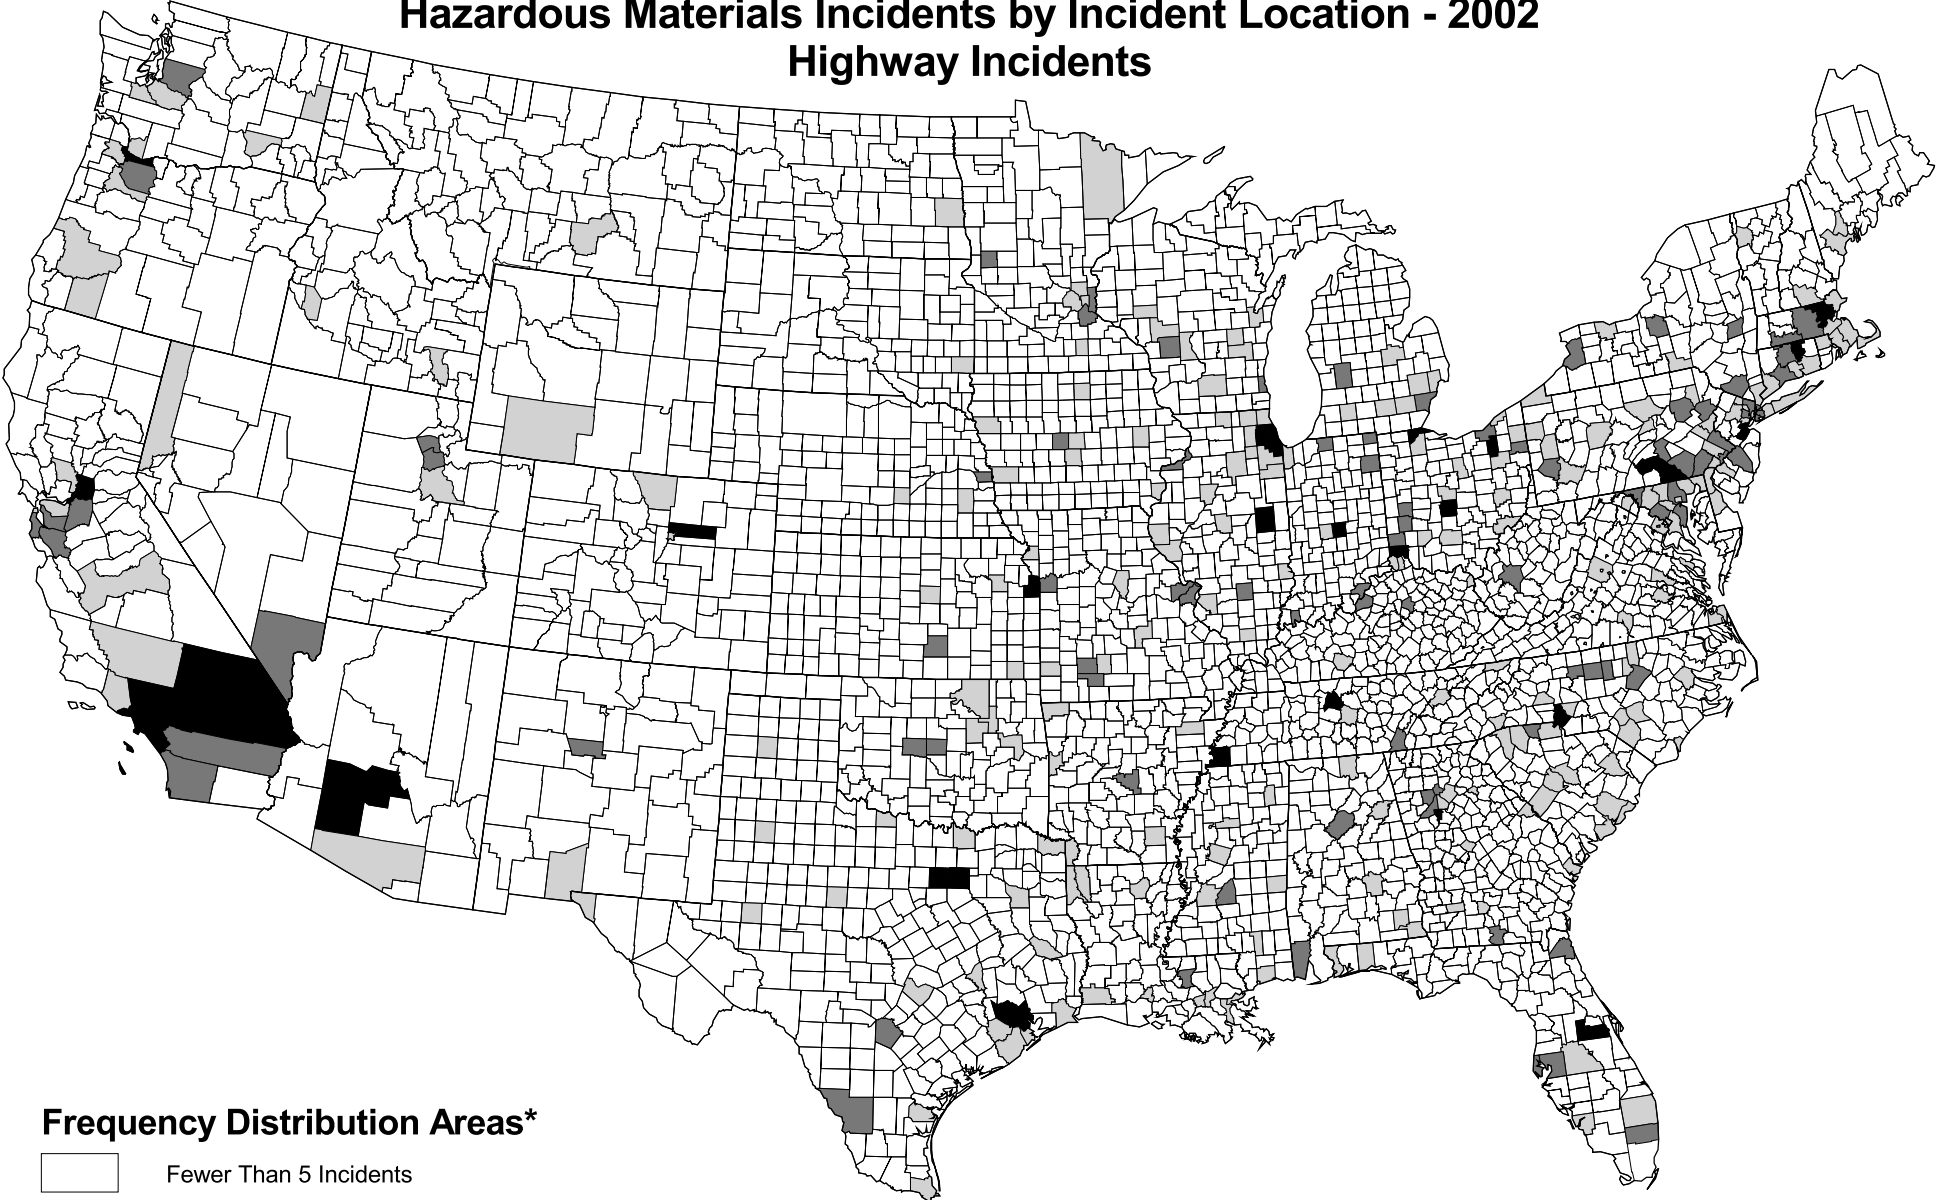 Hazardous Materials Incidents by Incident Location - 2002
Highway Incidents
Frequency Distribution Areas*
Fewer Than 5 Incidents